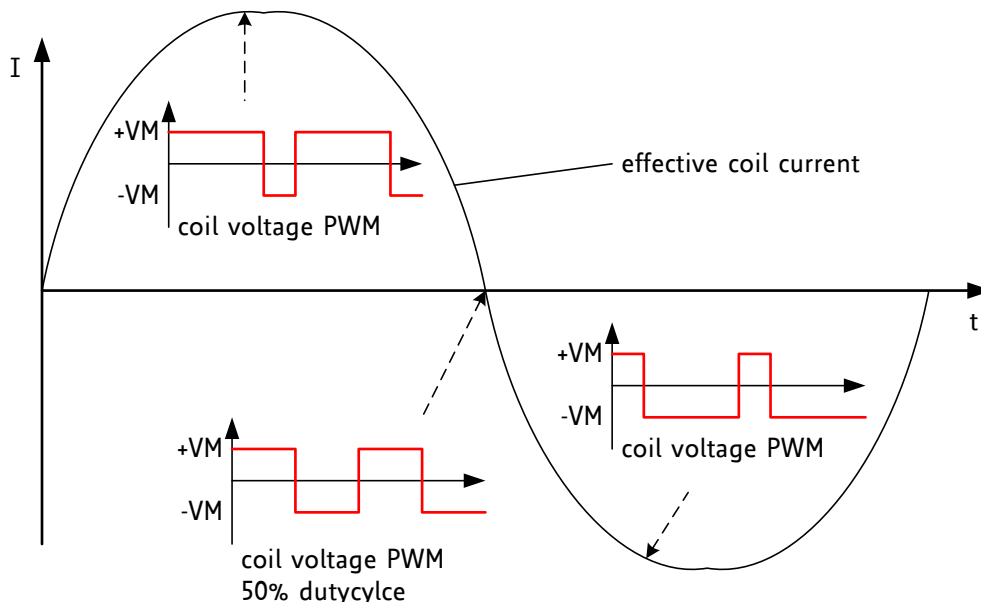 I
+VM
-VM
coil voltage PWM
effective coil current
t
+VM
-VM
coil voltage PWM
+VM
-VM
coil voltage PWM
50% dutycylce